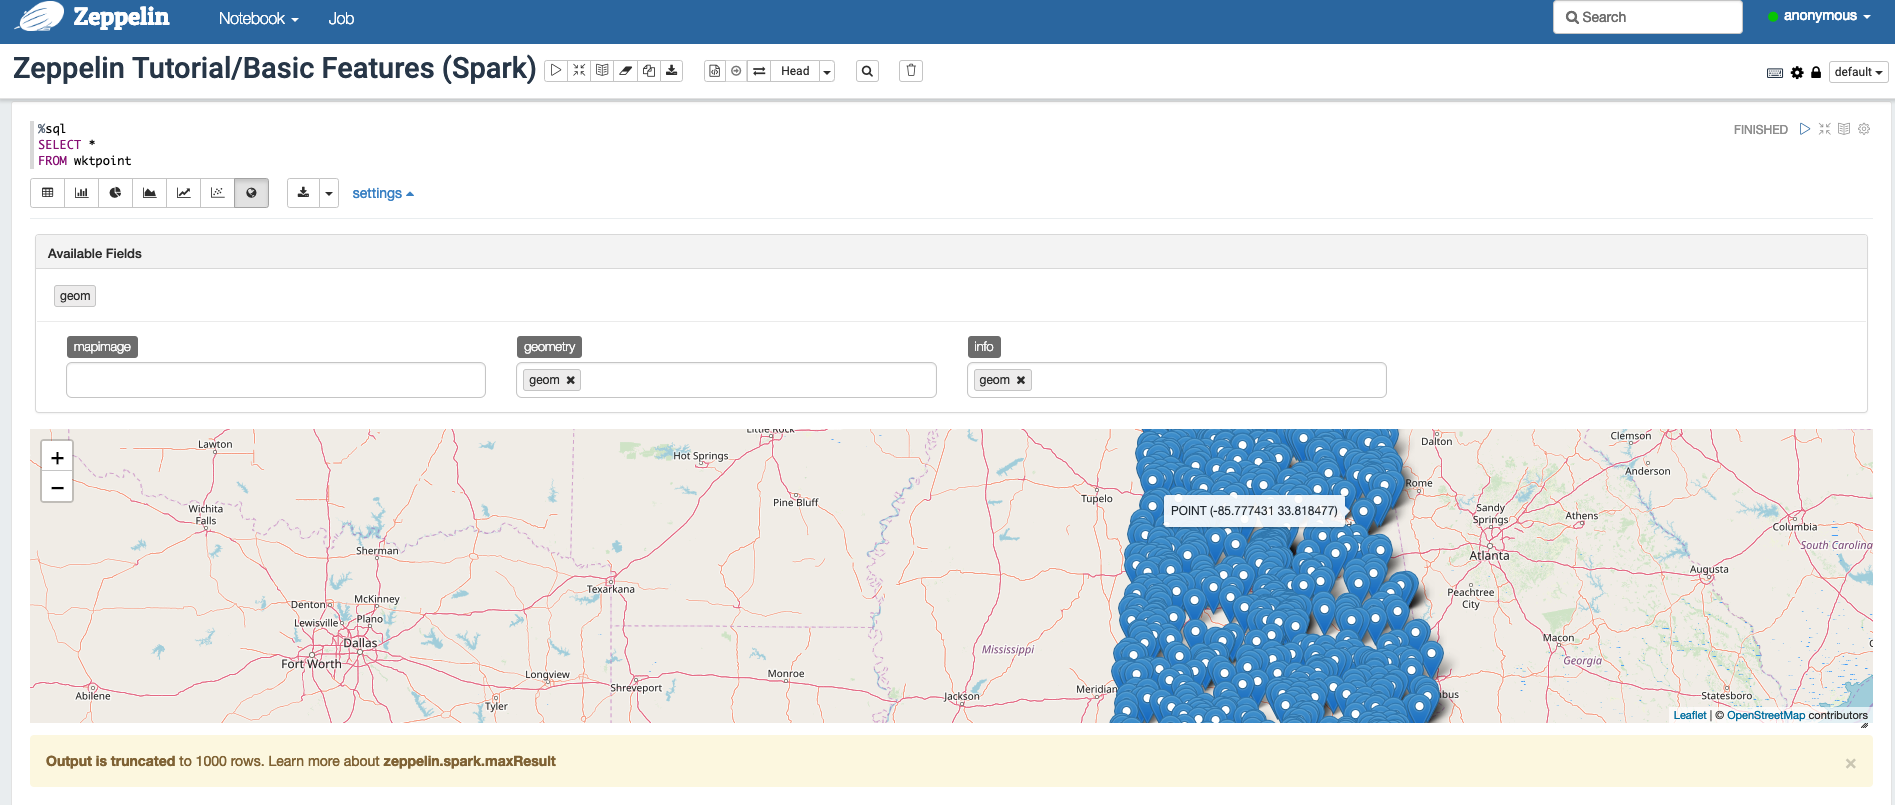 Zeppelin
Notebook
Job
Search
anonymous
Zeppelin Tutorial/Basic Features (Spark)
Head
default
%sql
SELECT *
FROM wktpoint
FINISHED
settings
Available Fields
geom
mapimage
geometry
info
geom
geom
+
−
Lawton
Hot Springs
Pine Bluff
Wichita
Falls
Sherman
Texarkana
Denton
McKinney
Lewisville
Plano
Dallas
Fort Worth
Abilene
Longview
Tyler
Shreveport
Monroe
Mississippi
Jackson
Meridian
Tupelo
POINT (-85.777431 33.818477)
Dalton
Rome
Clemson
Anderson
Sandy
Springs
Athens
Atlanta
Columbia
South Carolina
Augusta
Peachtree
City
Macon
Georgia
Statesboro
bus
Leaflet | © OpenStreetMap contributors
Output is truncated to 1000 rows. Learn more about zeppelin.spark.maxResult